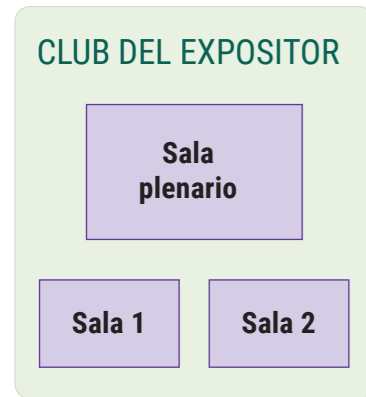 CLUB DEL EXPOSITOR
Sala
plenario
Sala 1
Sala 2